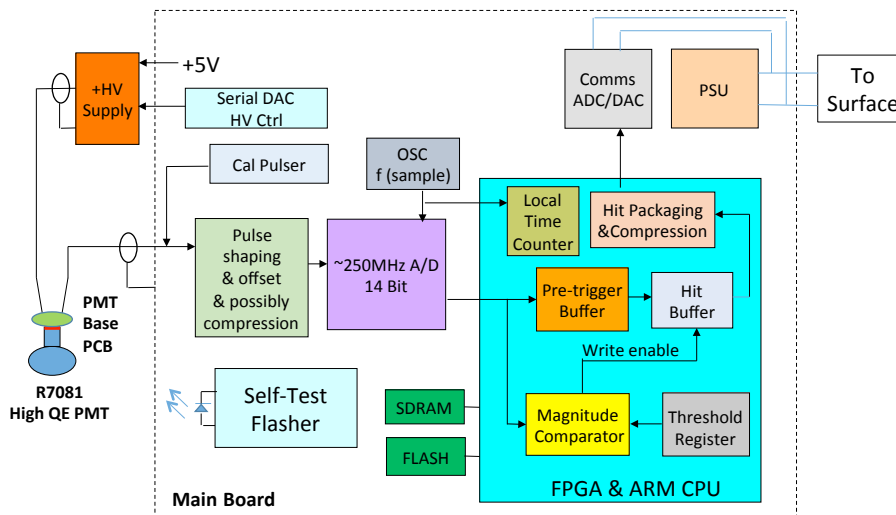 +HV
Supply
+5V
Serial DAC
HV Ctrl
Cal Pulser
OSC
f (sample)
Comms
ADC/DAC
PSU
To
Surface
Pulse
shaping
& offset
& possibly
compression
~250MHz A/D
14 Bit
Local
Time
Counter
Hit Packaging
&Compression
Pre-trigger
Buffer
Hit
Buffer
Write enable
PMT
Base
PCB
R7081
High QE PMT
Self-Test
Flasher
SDRAM
FLASH
Magnitude
Comparator
Threshold
Register
Main Board
FPGA & ARM CPU